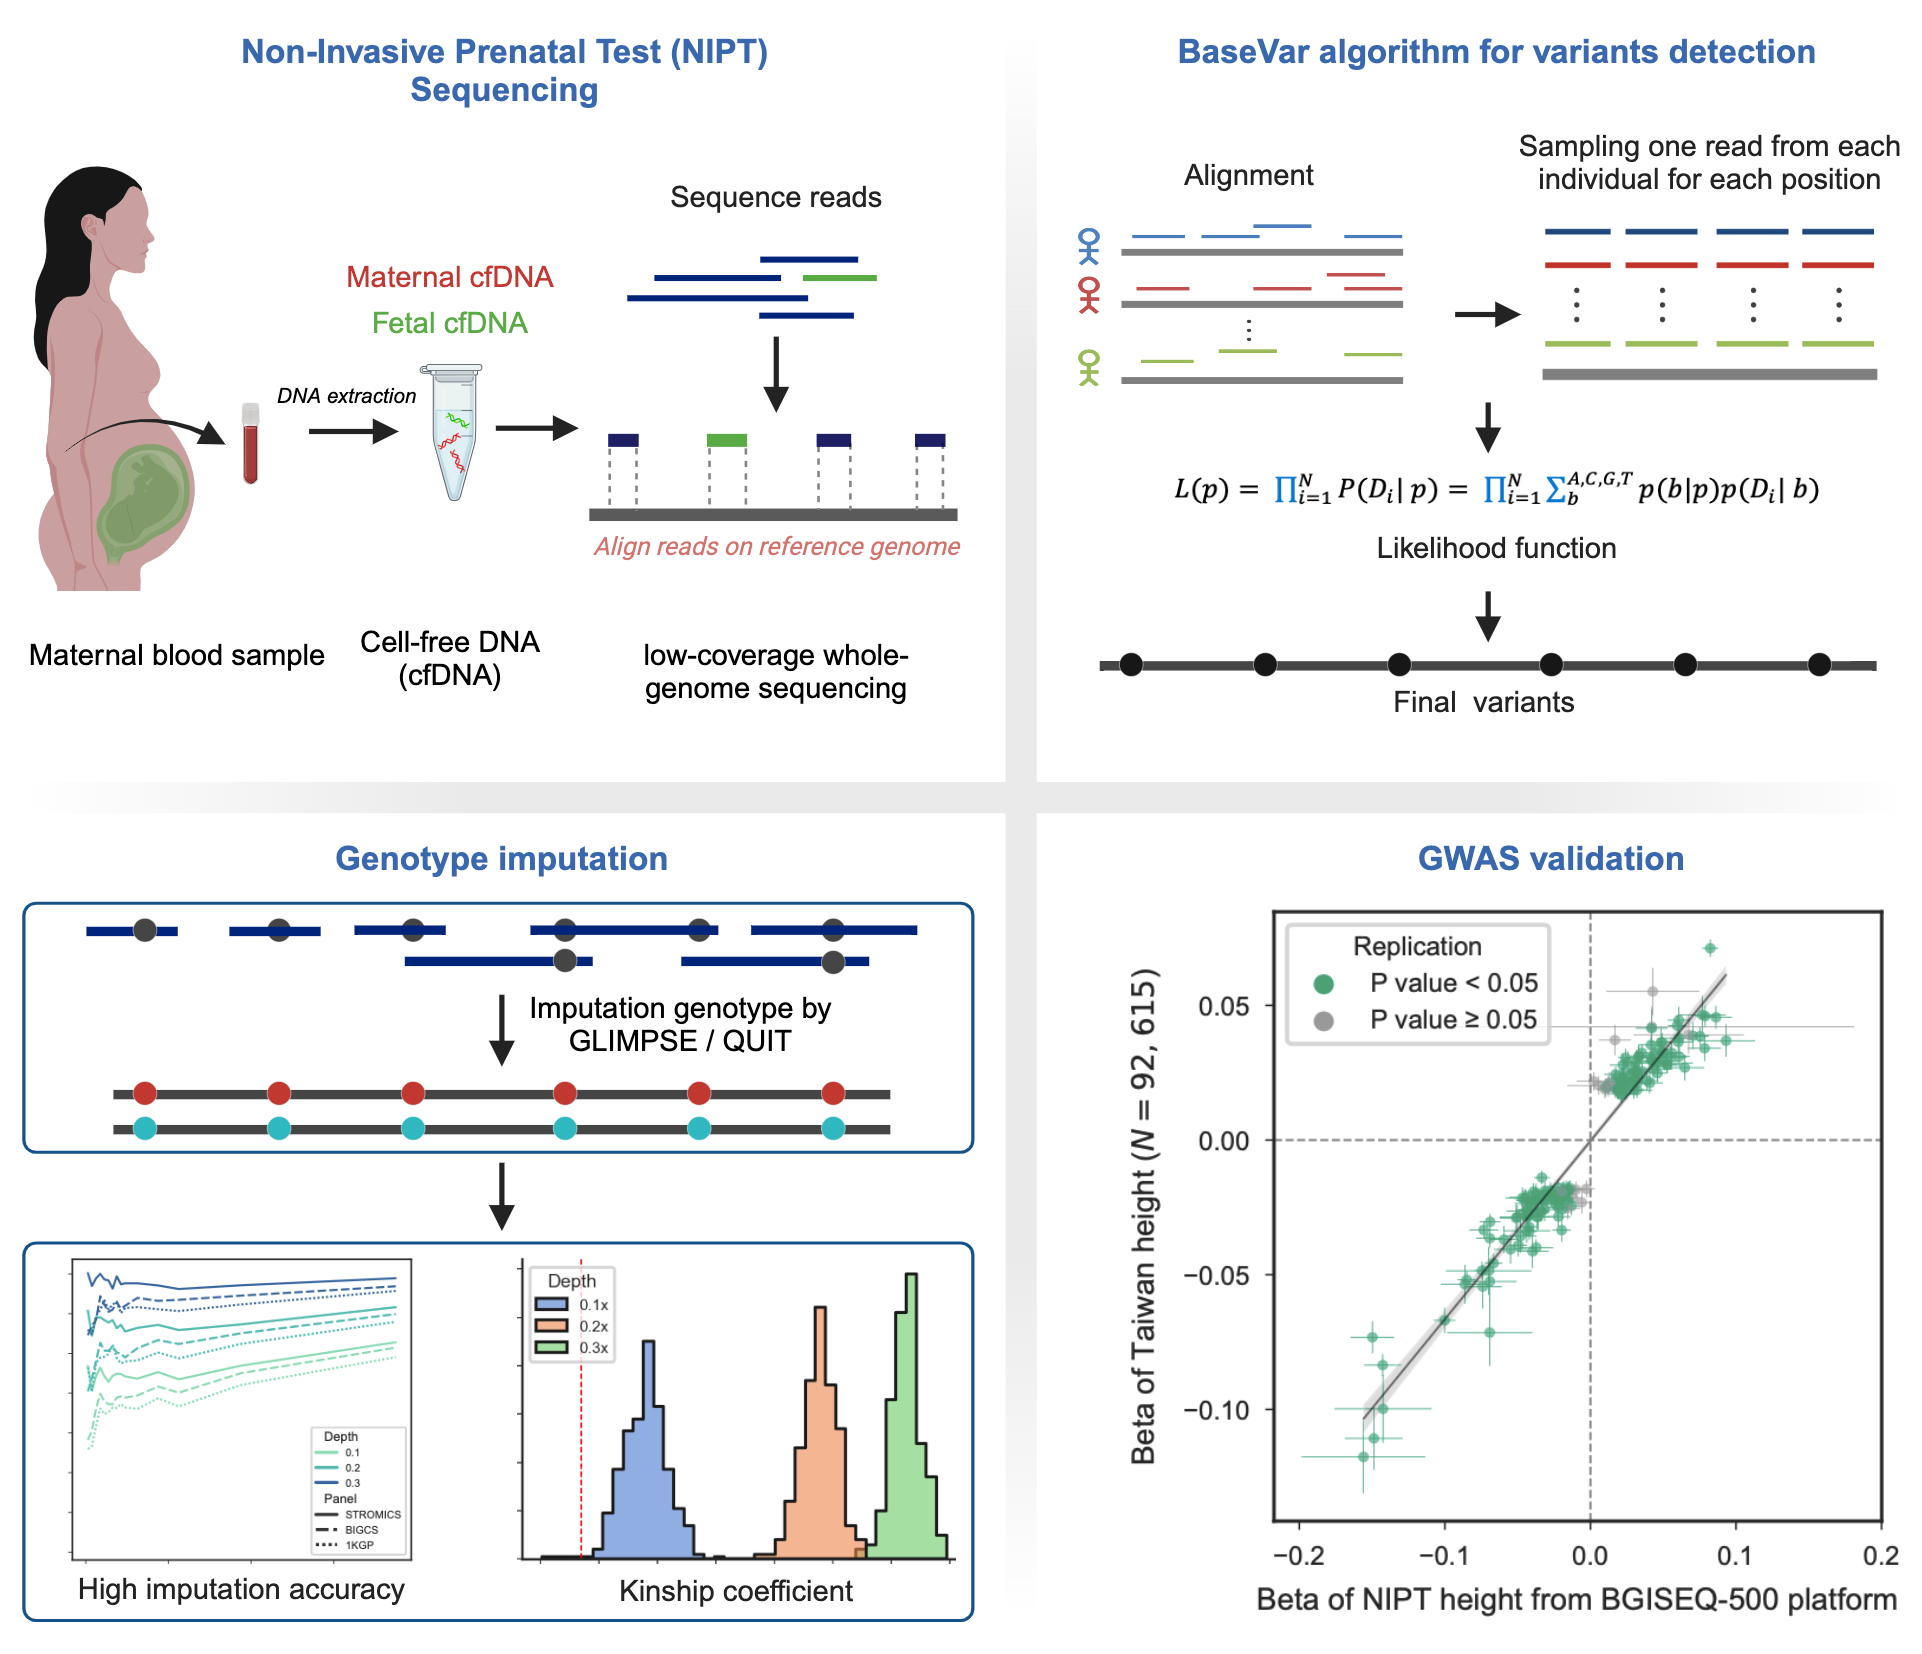 Non-Invasive Prenatal Test (NIPT)
Sequencing
Sequence reads
Maternal cfDNA
Fetal cfDNA
DNA extraction
Align reads on reference genome
Maternal blood sample
Cell-free DNA
(cfDNA)
low-coverage whole-
genome sequencing
BaseVar algorithm for variants detection
Alignment
Sampling one read from each
individual for each position
L(p) = ∏_{i=1}^{N} P(D_i| p) = ∏_{i=1}^{N} ∑_{b}^{A,C,G,T} p(b|p)p(D_i| b)
Likelihood function
Final variants
Genotype imputation
Imputation genotype by
GLIMPSE / QUIT
Depth
0.1
0.2
0.3
Panel
STROMICS
BIGCS
1KGP
High imputation accuracy
Depth
0.1x
0.2x
0.3x
Kinship coefficient
GWAS validation
Replication
P value < 0.05
P value ≥ 0.05
Beta of Taiwan height (N = 92, 615)
0.05
0.00
−0.05
−0.10
−0.2
−0.1
0.0
0.1
0.2
Beta of NIPT height from BGISEQ-500 platform